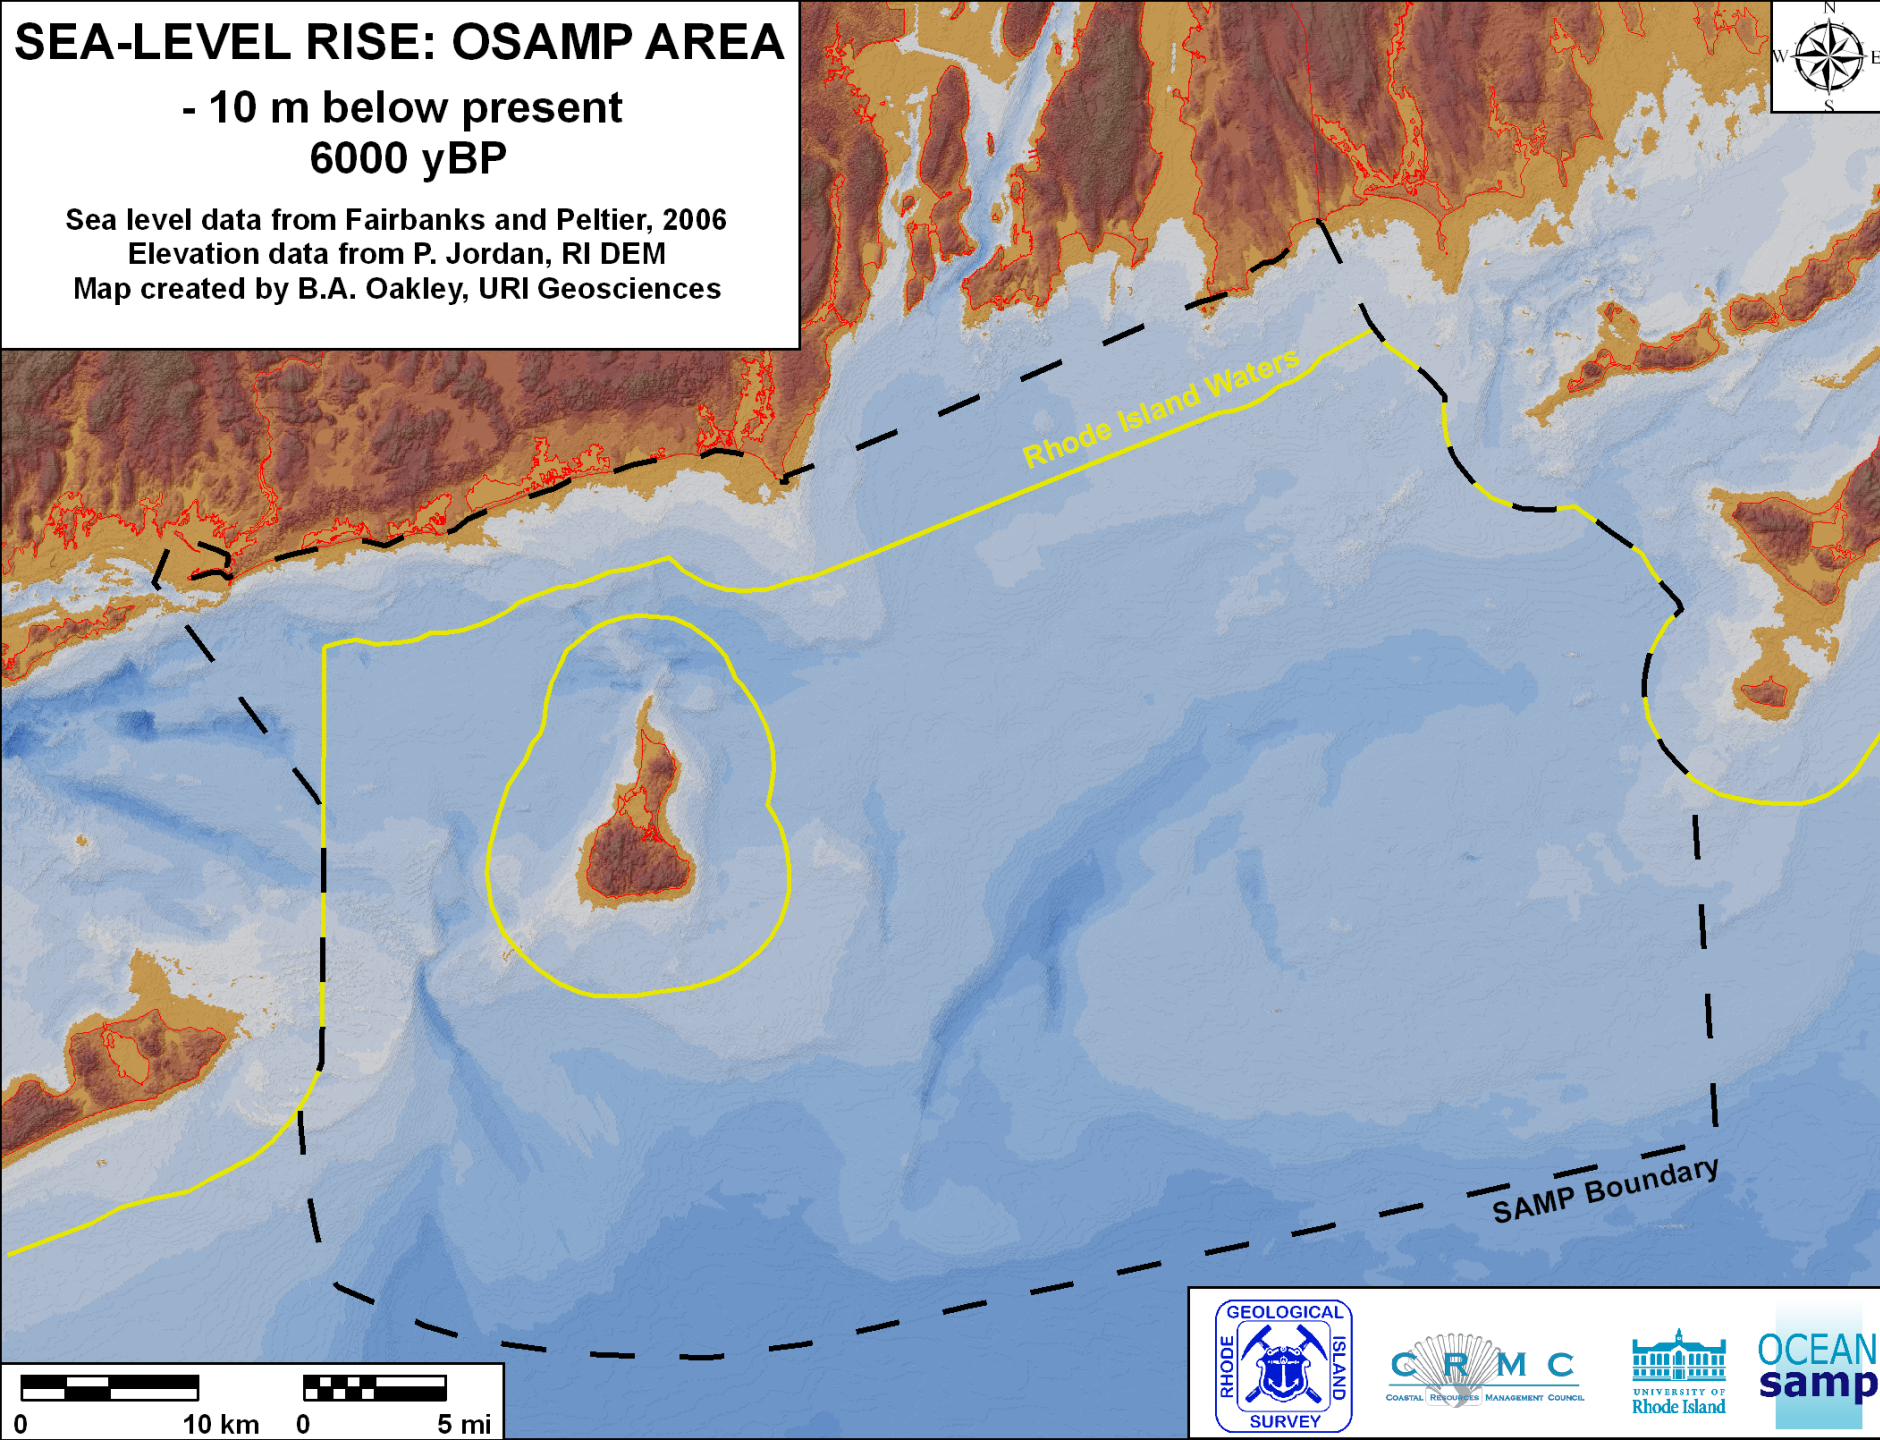 SEA-LEVEL RISE: OSAMP AREA
- 10 m below present
6000 yBP
Sea level data from Fairbanks and Peltier, 2006
Elevation data from P. Jordan, RI DEM
Map created by B.A. Oakley, URI Geosciences
N
W E
S
Rhode Island Waters
SAMP Boundary
0 10 km 0 5 mi
GEOLOGICAL
RHODE
ISLAND
SURVEY
C R M C
COASTAL RESOURCES MANAGEMENT COUNCIL
UNIVERSITY OF
Rhode Island
OCEAN
samp